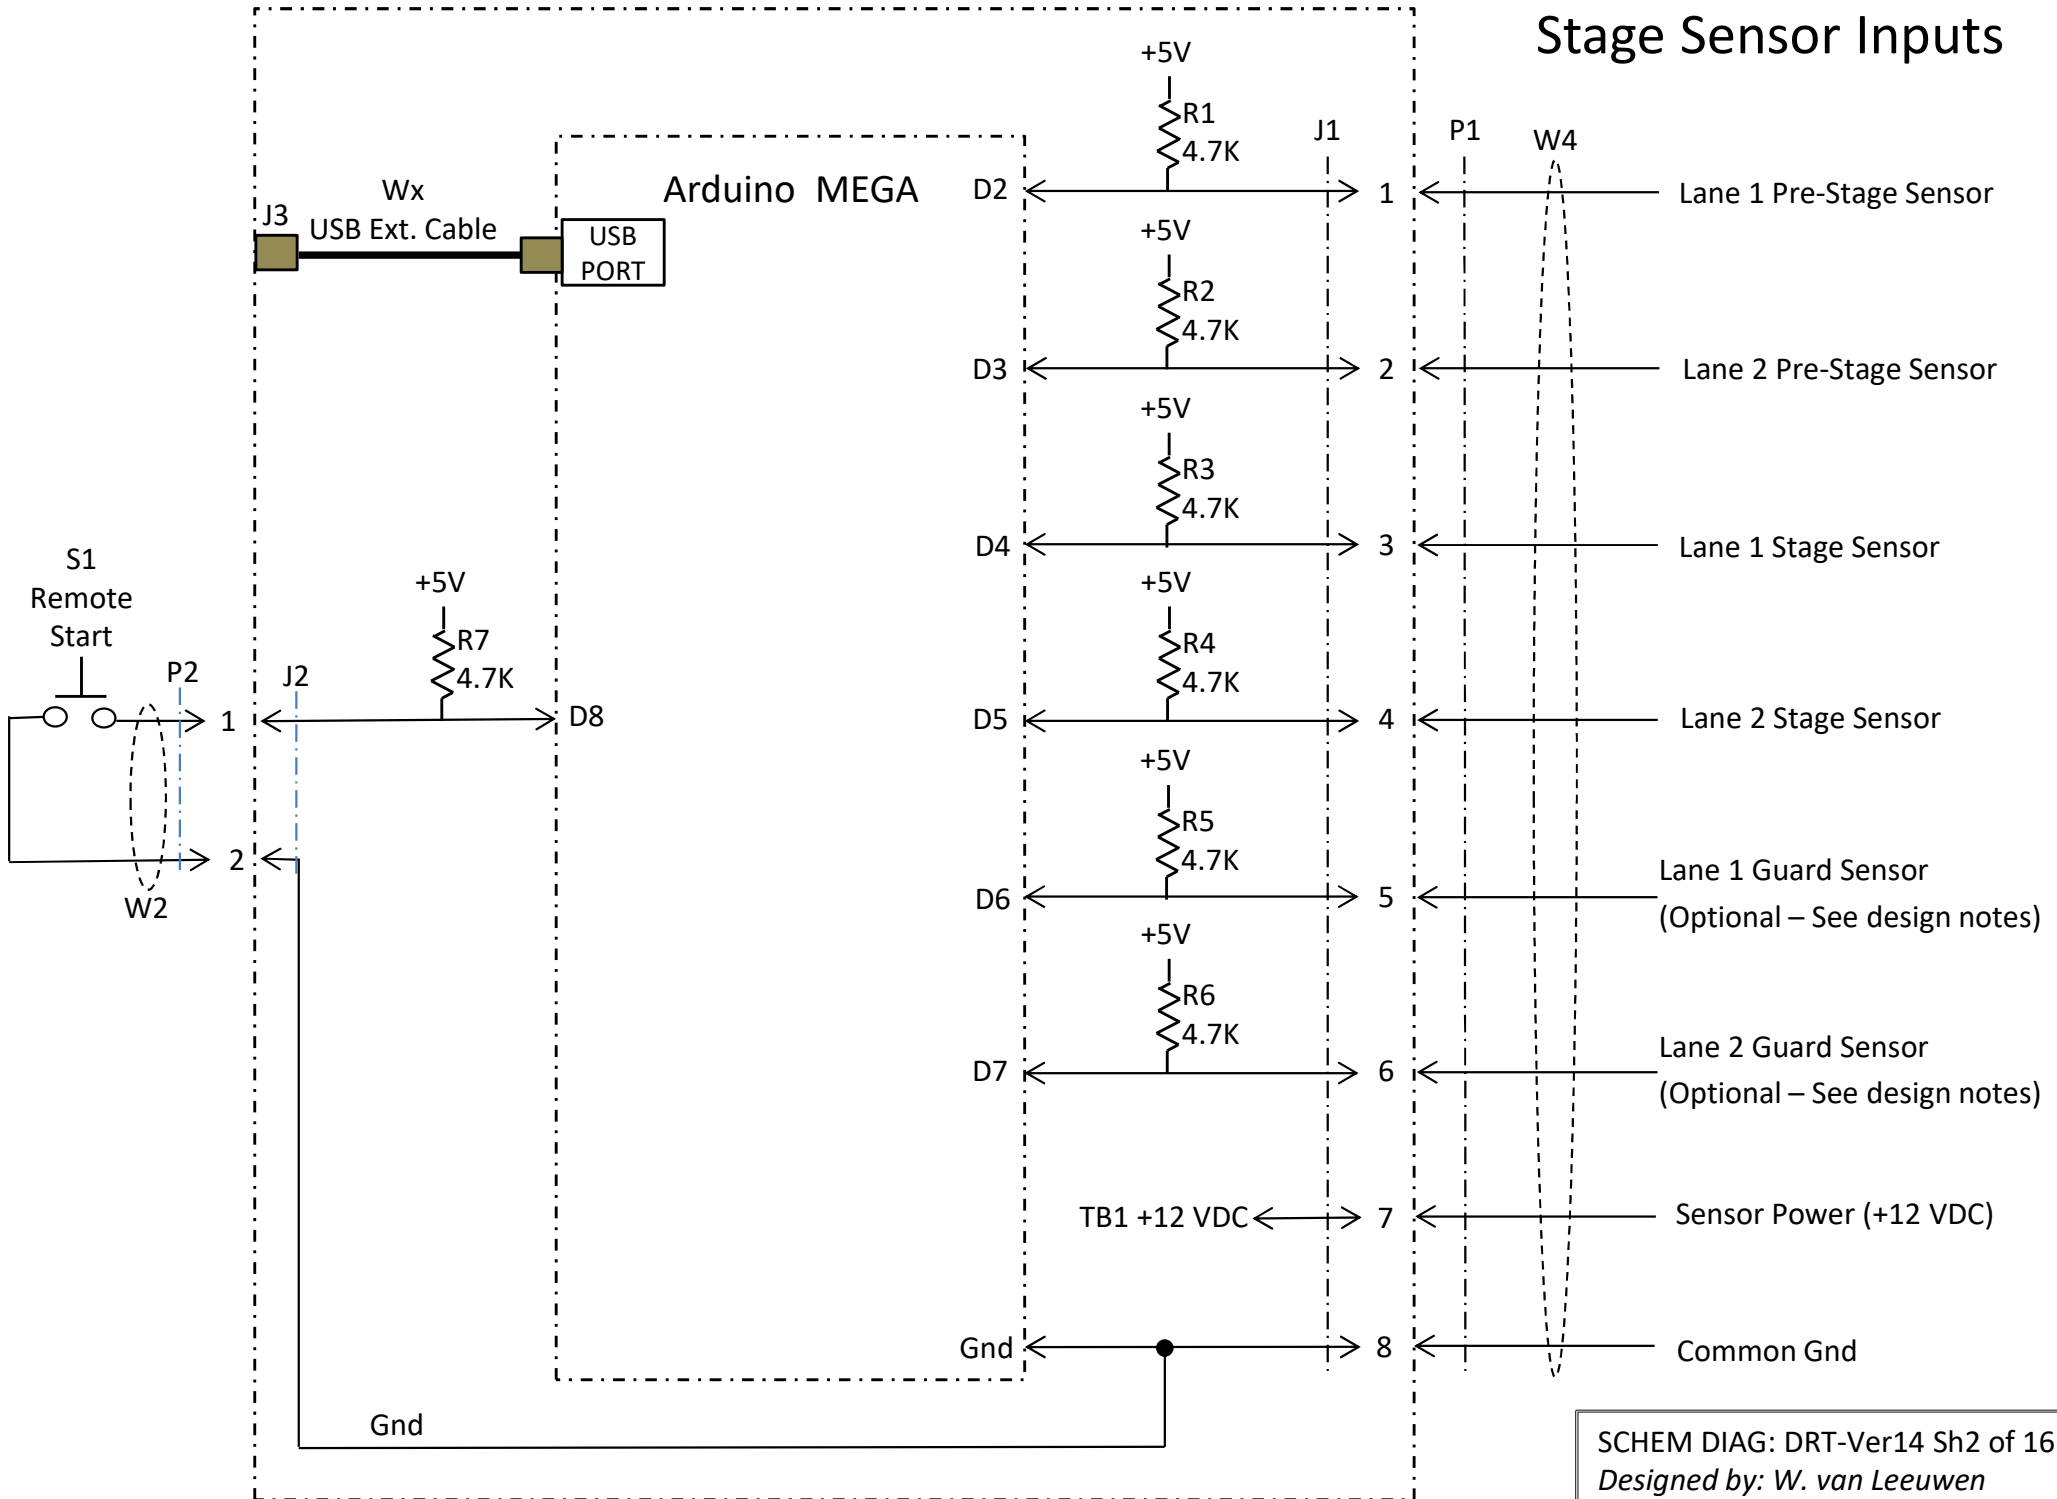 Stage Sensor Inputs
+5V
R1
4.7K
J1
P1
W4
Arduino  MEGA
D2
1
Lane 1 Pre-Stage Sensor
Wx
USB Ext. Cable
J3
USB
PORT
+5V
R2
4.7K
D3
2
Lane 2 Pre-Stage Sensor
+5V
R3
4.7K
D4
3
Lane 1 Stage Sensor
S1
Remote
Start
P2
J2
+5V
R7
4.7K
1
D8
2
W2
+5V
R4
4.7K
D5
4
Lane 2 Stage Sensor
+5V
R5
4.7K
D6
5
Lane 1 Guard Sensor
(Optional – See design notes)
+5V
R6
4.7K
D7
6
Lane 2 Guard Sensor
(Optional – See design notes)
TB1 +12 VDC
7
Sensor Power (+12 VDC)
Gnd
8
Common Gnd
Gnd
SCHEM DIAG: DRT-Ver14 Sh2 of 16
Designed by: W. van Leeuwen